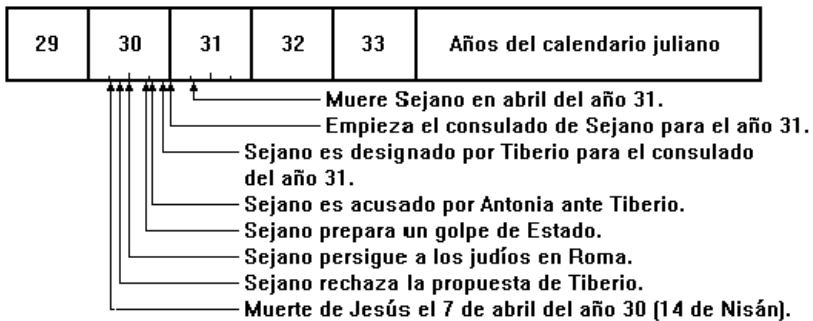 29 30 31 32 33 Años del calendario juliano
Muere Sejano en abril del año 31.
Empieza el consulado de Sejano para el año 31.
Sejano es designado por Tiberio para el consulado
del año 31.
Sejano es acusado por Antonia ante Tiberio.
Sejano prepara un golpe de Estado.
Sejano persigue a los judíos en Roma.
Sejano rechaza la propuesta de Tiberio.
Muerte de Jesús el 7 de abril del año 30 (14 de Nisán).